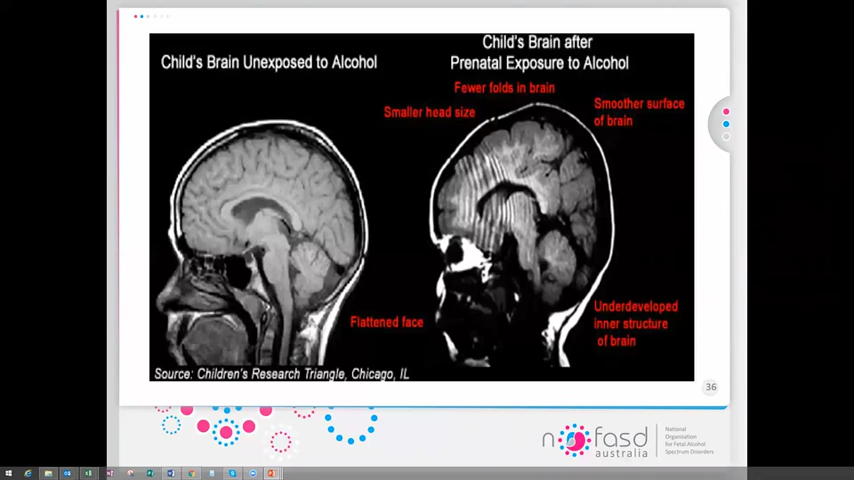 Child's Brain Unexposed to Alcohol
Child's Brain after
Prenatal Exposure to Alcohol
Fewer folds in brain
Smaller head size
Smoother surface
of brain
Flattened face
Underdeveloped
inner structure
of brain
Source: Children's Research Triangle, Chicago, IL
36
nofasd
australia
National
Organisation
for Fetal Alcohol
Spectrum Disorders